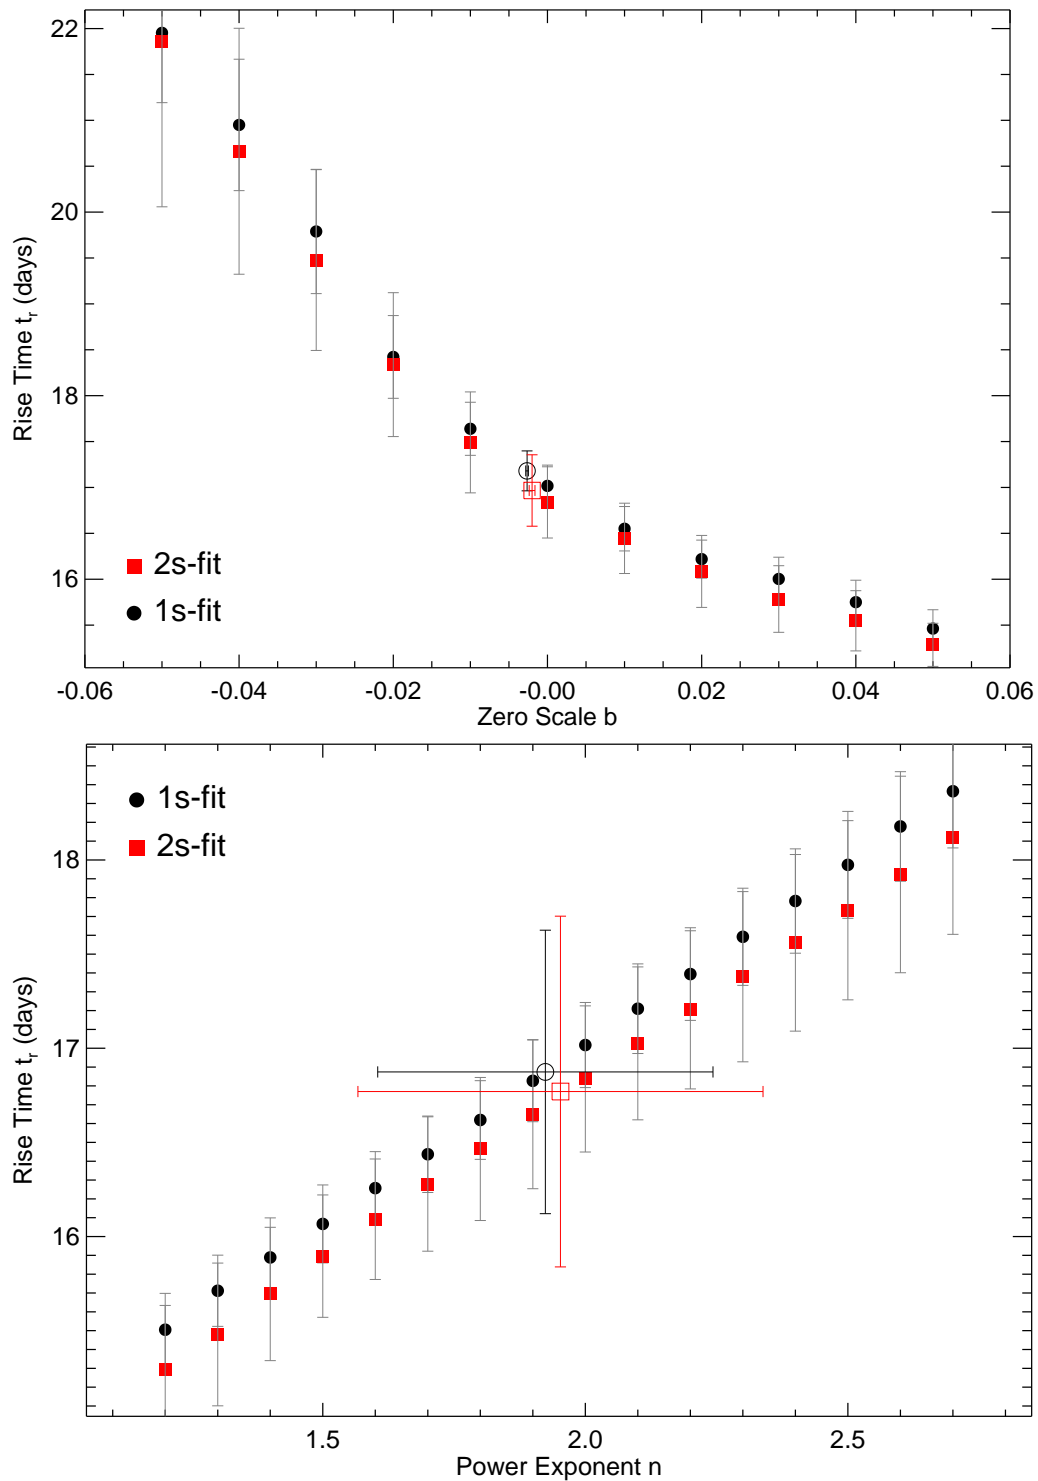 22
20
18
16
Rise Time t_r (days)
2s-fit
1s-fit
-0.06 -0.04 -0.02 -0.00 0.02 0.04 0.06
Zero Scale b
1s-fit
2s-fit
18
17
16
Rise Time t_r (days)
1.5 2.0 2.5
Power Exponent n